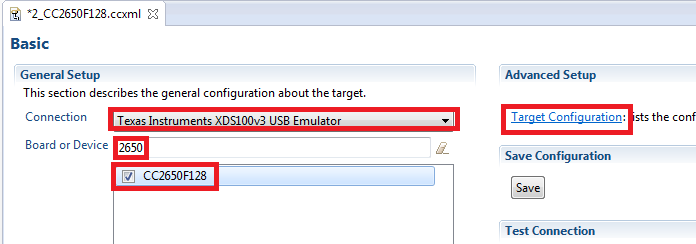 *2_CC2650F128.ccxml
Basic
General Setup
This section describes the general configuration about the target.
Connection
Texas Instruments XDS100v3 USB Emulator
Board or Device
2650
CC2650F128
Advanced Setup
Target Configuration: lists the conf
Save Configuration
Save
Test Connection